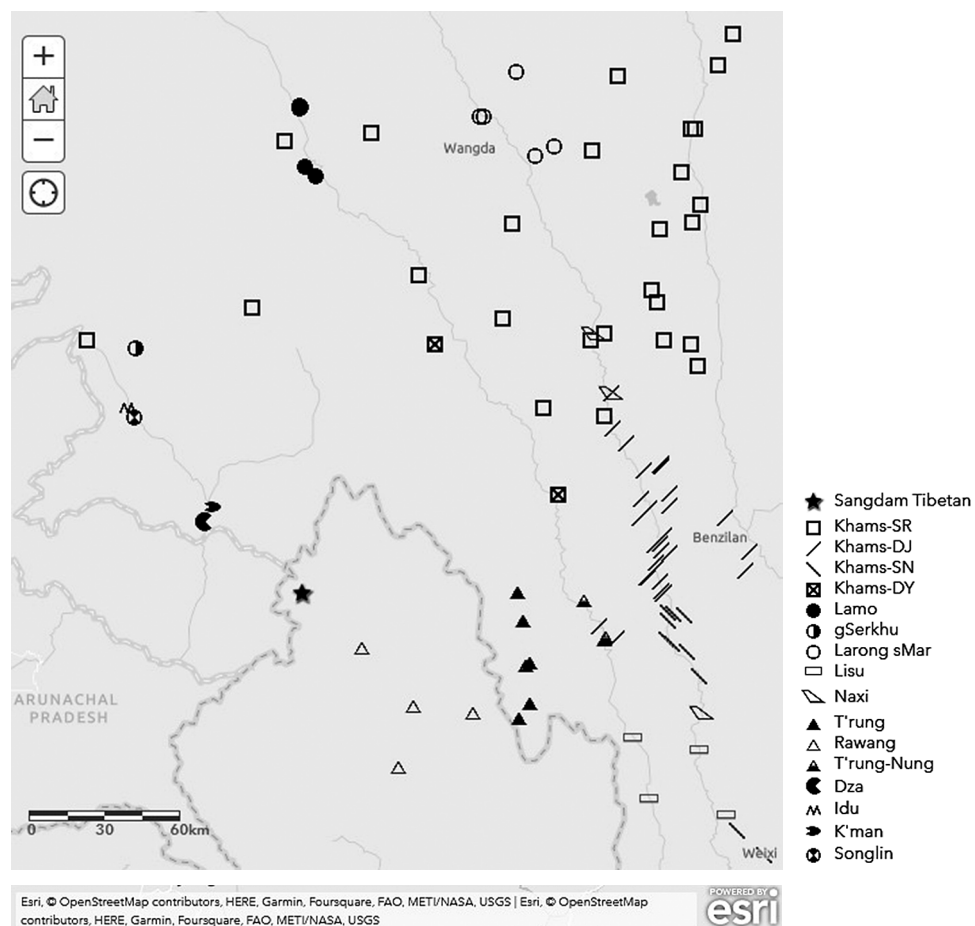 +
Wangda
−
Sangdam Tibetan
Khams-SR
Khams-DJ
Benzilan
Khams-SN
Khams-DY
Lamo
gSerkhu
Larong sMar
Lisu
ARUNACHAL
PRADESH
Naxi
T'rung
Rawang
T'rung-Nung
Dza
Idu
K'man
Songlin
0 30 60km
Weixi
POWERED BY
esri
Esri, © OpenStreetMap contributors, HERE, Garmin, Foursquare, FAO, METI/NASA, USGS | Esri, © OpenStreetMap
contributors, HERE, Garmin, Foursquare, FAO, METI/NASA, USGS